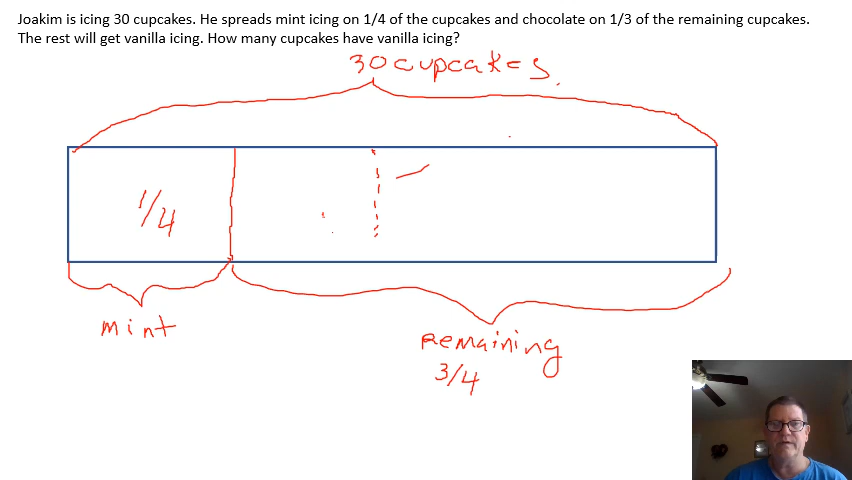 Joakim is icing 30 cupcakes. He spreads mint icing on 1/4 of the cupcakes and chocolate on 1/3 of the remaining cupcakes.
The rest will get vanilla icing. How many cupcakes have vanilla icing?
30 cupcakes.
1/4
mint
Remaining
3/4